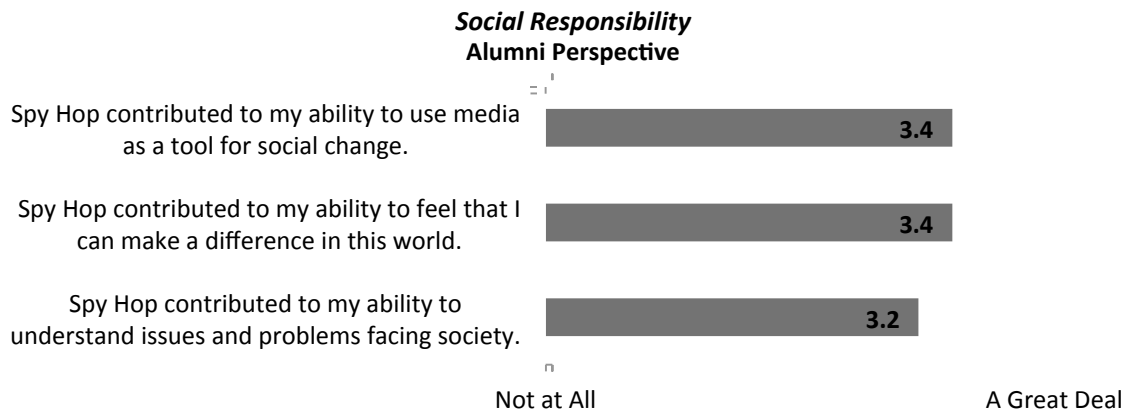 Social Responsibility
Alumni Perspective
Spy Hop contributed to my ability to use media
as a tool for social change.
3.4
Spy Hop contributed to my ability to feel that I
can make a difference in this world.
3.4
Spy Hop contributed to my ability to
understand issues and problems facing society.
3.2
Not at All
A Great Deal